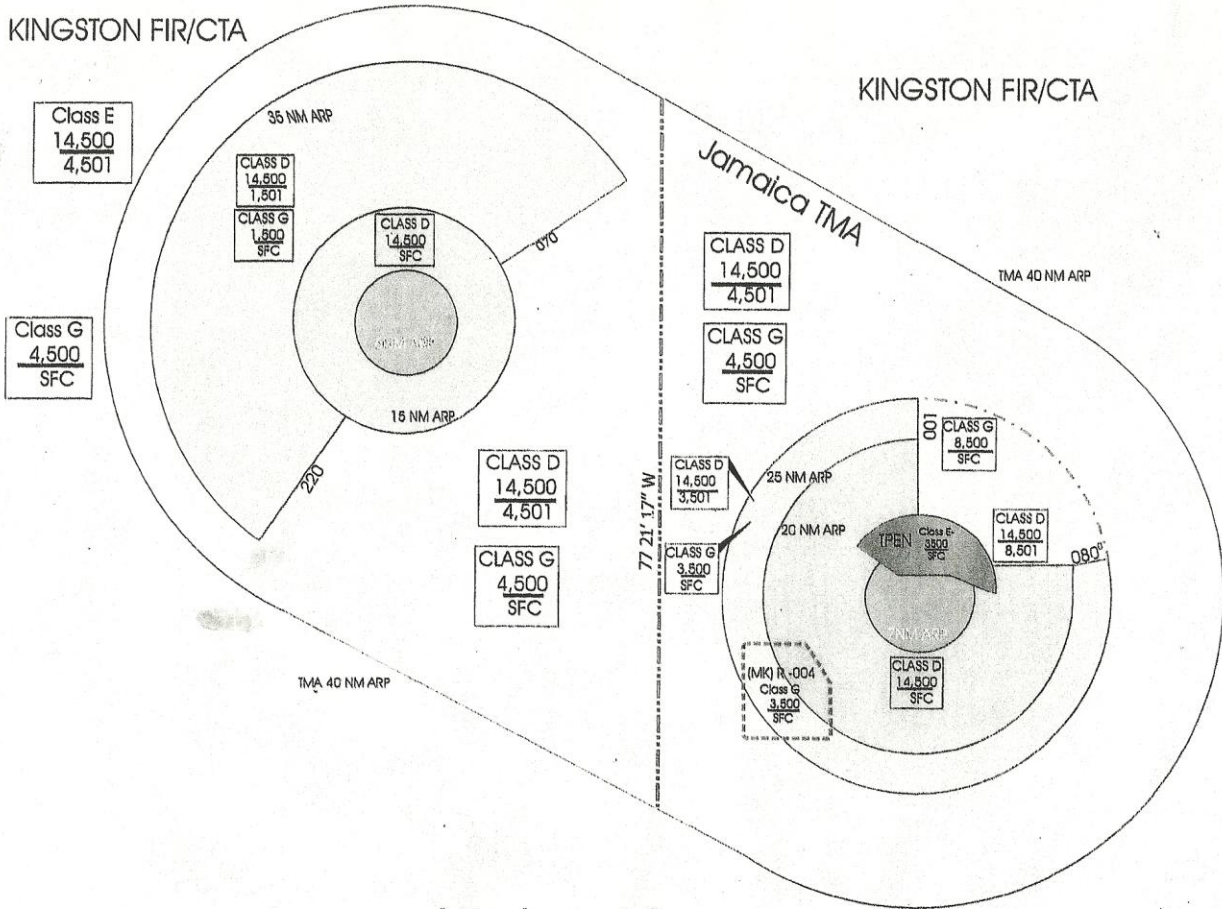 KINGSTON FIR/CTA
KINGSTON FIR/CTA
Class E
14,500
4,501
35 NM ARP
CLASS D
14,500
1,501
CLASS G
1,500
SFC
CLASS D
14,500
SFC
070
Jamaica TMA
CLASS D
14,500
4,501
TMA 40 NM ARP
Class G
4,500
SFC
CLASS G
4,500
SFC
15 NM ARP
220
CLASS D
14,500
4,501
CLASS G
4,500
SFC
77 21' 17" W
001
CLASS G
8,500
SFC
CLASS D
14,500
3,501
25 NM ARP
20 NM ARP
CLASS G
3,500
SFC
TPEN
Class E-
3500
SFC
CLASS D
14,500
8,501
080°
7NM ARP
CLASS D
14,500
SFC
(MK) R -004
Class G
3,500
SFC
TMA 40 NM ARP